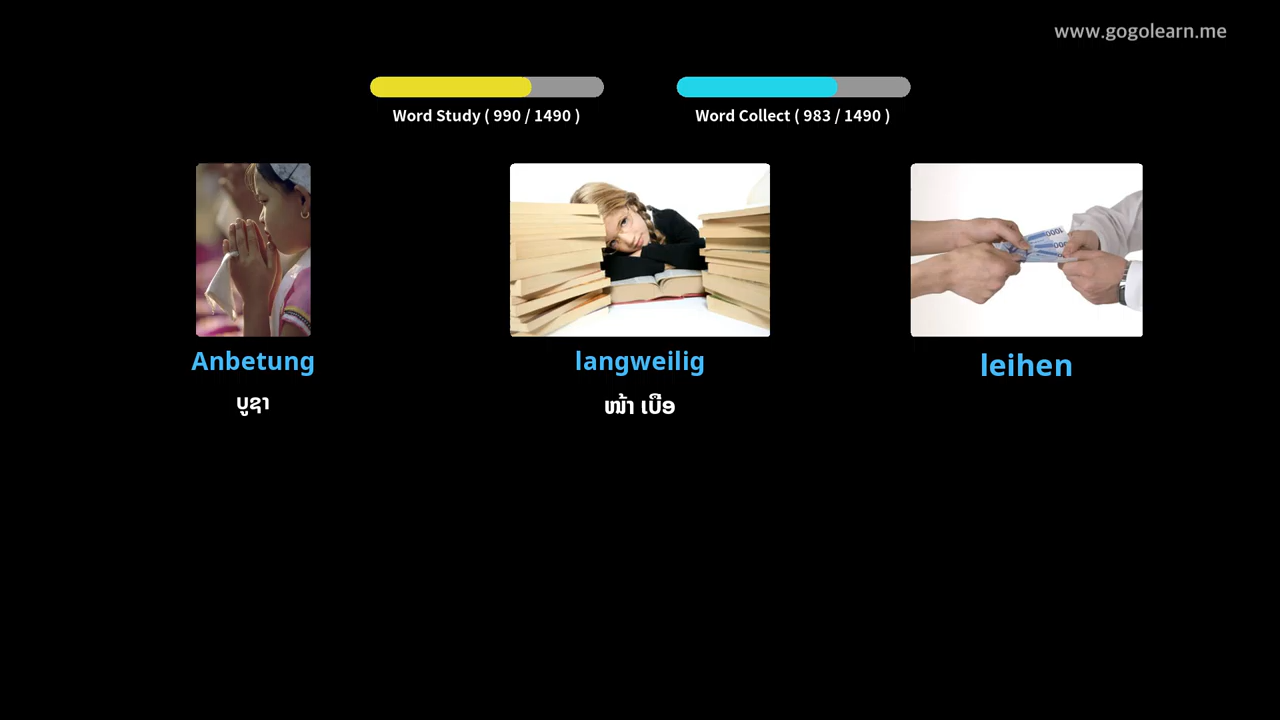 www.gogolearn.me
Word Study ( 990 / 1490 )
Word Collect ( 983 / 1490 )
Anbetung
ບູຊາ
langweilig
ໜ້າ ເບື່ອ
leihen